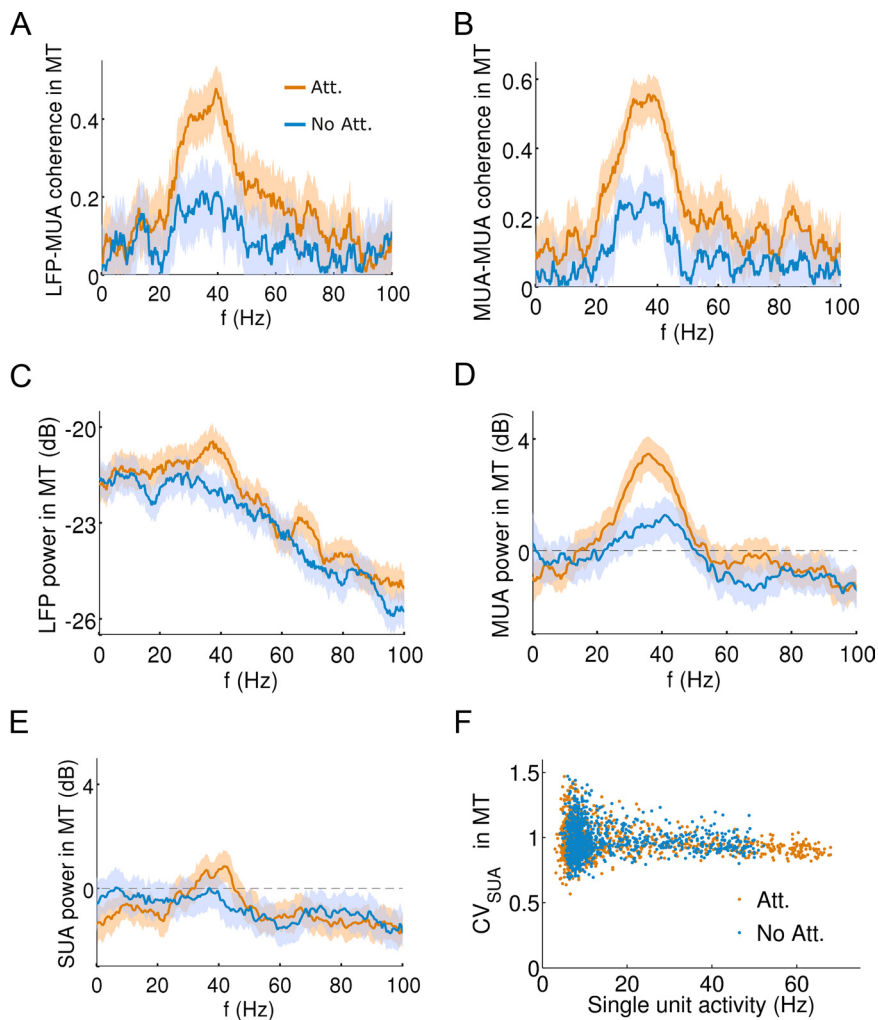 A
LFP-MUA coherence in MT
0.4
0.2
0
Att.
No Att.
0 20 40 60 80 100
f (Hz)
B
MUA-MUA coherence in MT
0.6
0.4
0.2
0
0 20 40 60 80 100
f (Hz)
C
LFP power in MT (dB)
-20
-23
-26
0 20 40 60 80 100
f (Hz)
D
MUA power in MT (dB)
4
0
0 20 40 60 80 100
f (Hz)
E
SUA power in MT (dB)
4
0
0 20 40 60 80 100
f (Hz)
F
CV SUA in MT
1.5
1
0.5
0
Att.
No Att.
0 20 40 60
Single unit activity (Hz)